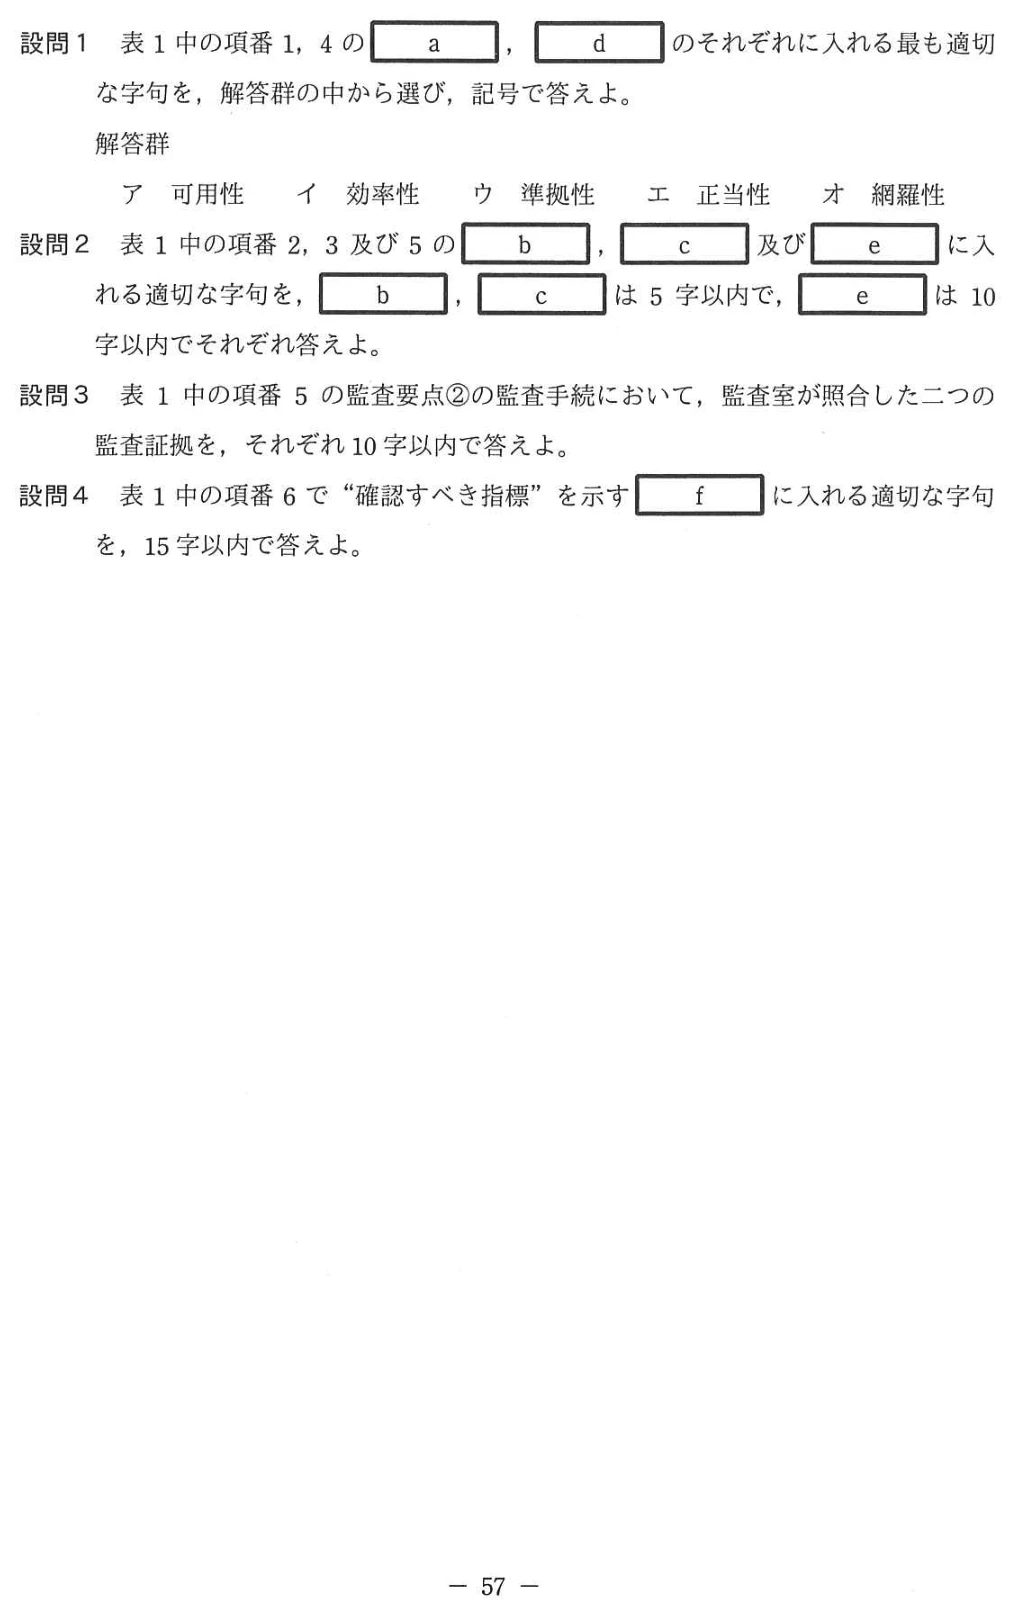 設問1　表1中の項番1，4の a ， d のそれぞれに入れる最も適切
な字句を，解答群の中から選び，記号で答えよ。
解答群
ア　可用性　　イ　効率性　　ウ　準拠性　　エ　正当性　　オ　網羅性
設問2　表1中の項番2，3及び5の b ， c 及び e に入
れる適切な字句を， b ， c は5字以内で， e は10
字以内でそれぞれ答えよ。
設問3　表1中の項番5の監査要点②の監査手続において，監査室が照合した二つの
監査証拠を，それぞれ10字以内で答えよ。
設問4　表1中の項番6で“確認すべき指標”を示す f に入れる適切な字句
を，15字以内で答えよ。
－ 57 －